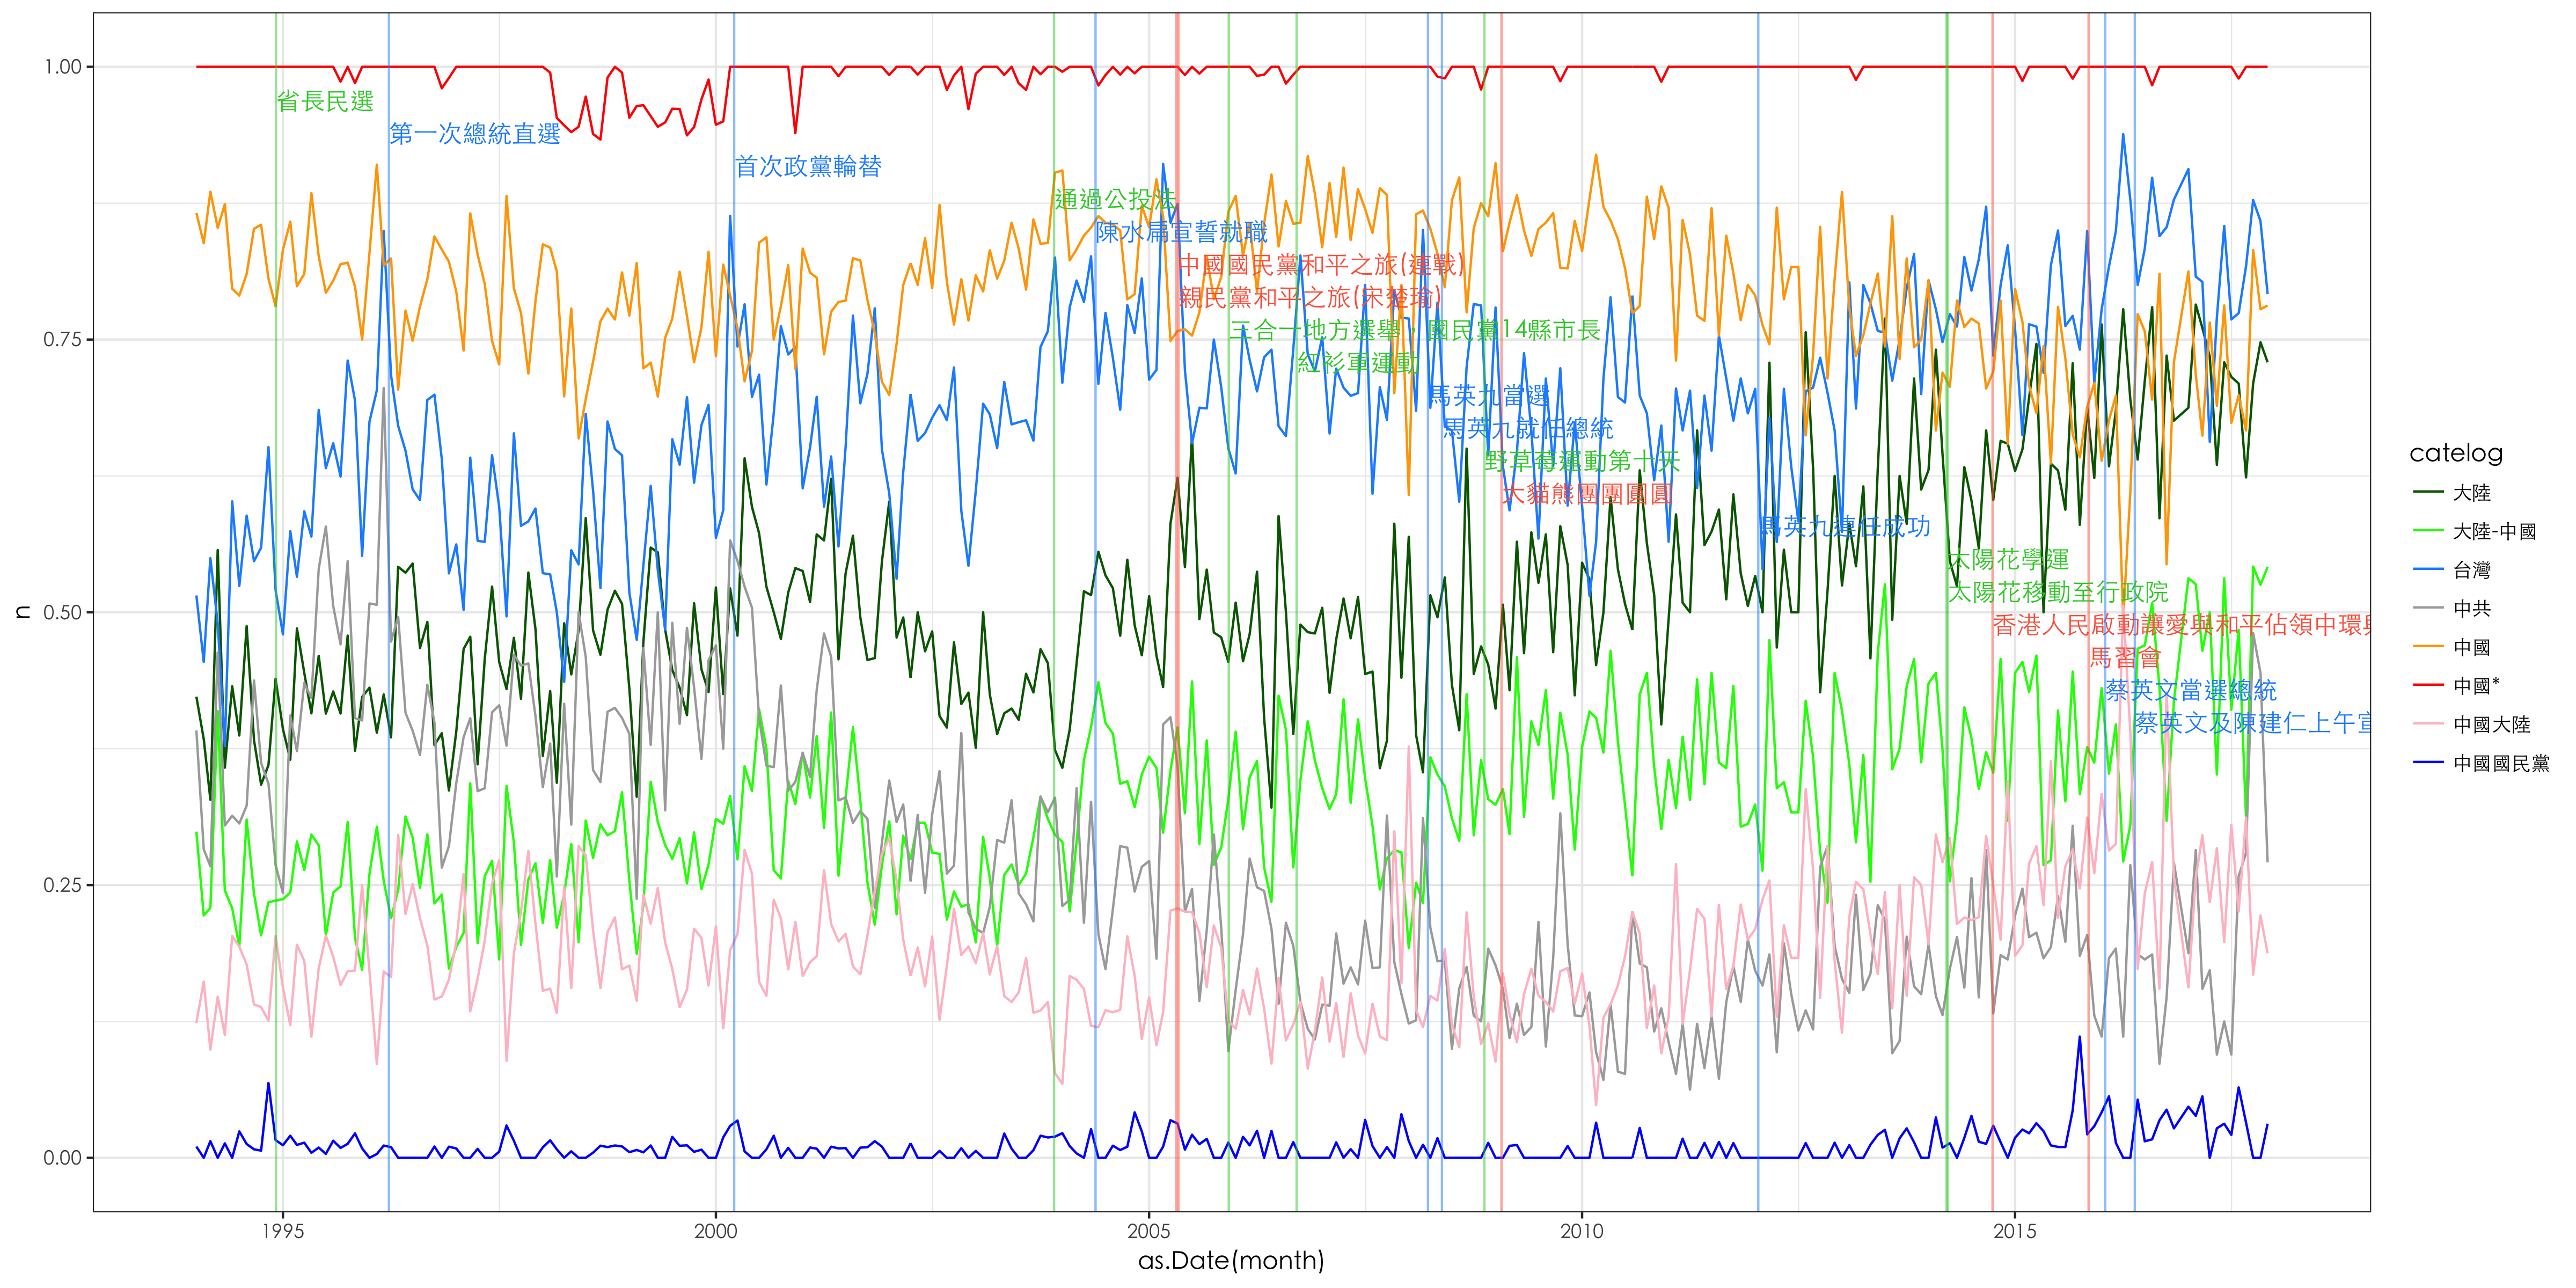 1.00
0.75
0.50
0.25
0.00
n
省長民選
第一次總統直選
首次政黨輪替
通過公投法
陳水扁宣誓就職
中國國民黨和平之旅(連戰)
親民黨和平之旅(宋楚瑜)
三合一地方選舉，國民黨14縣市長
紅衫軍運動
馬英九當選
馬英九就任總統
野草莓運動第十天
大貓熊團團圓圓
馬英九連任成功
太陽花學運
太陽花移動至行政院
香港人民啟動讓愛與和平佔領中環
馬習會
蔡英文當選總統
蔡英文及陳建仁上午宣
1995
2000
2005
2010
2015
as.Date(month)
catelog
大陸
大陸-中國
台灣
中共
中國
中國*
中國大陸
中國國民黨